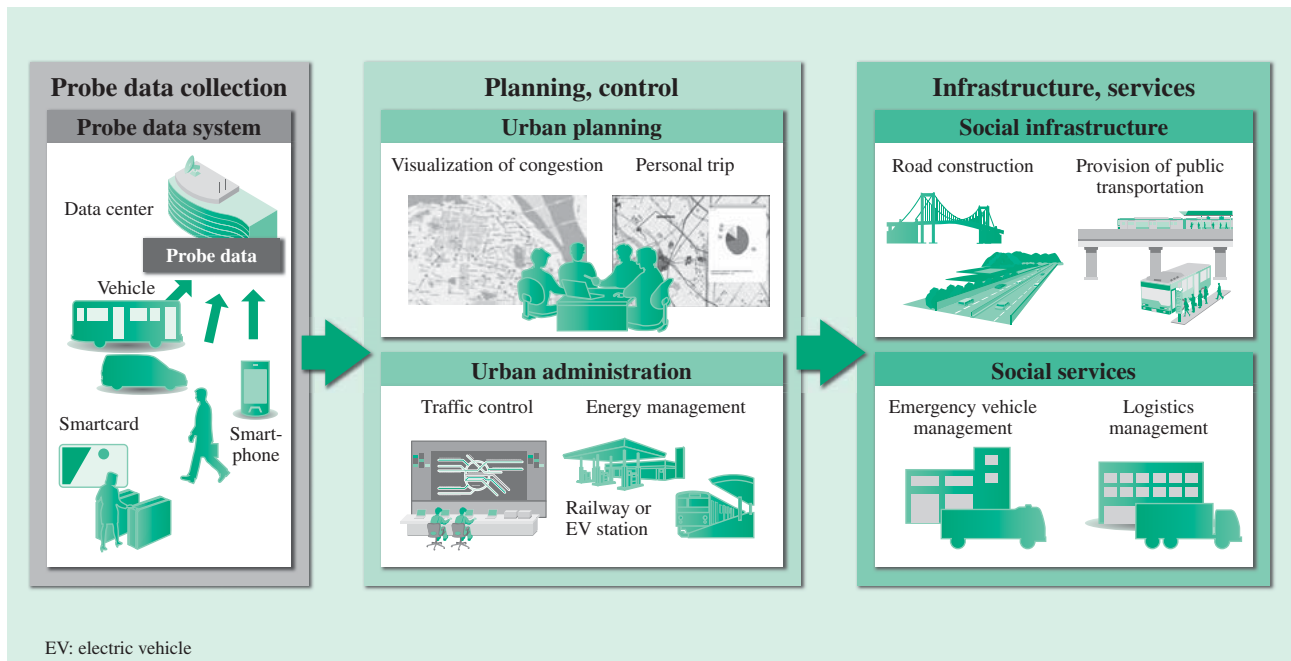 Probe data collection
Probe data system
Data center
Probe data
Vehicle
Smartcard
Smart-
phone
Planning, control
Urban planning
Visualization of congestion
Personal trip
Urban administration
Traffic control
Energy management
Railway or
EV station
Infrastructure, services
Social infrastructure
Road construction
Provision of public
transportation
Social services
Emergency vehicle
management
Logistics
management
EV: electric vehicle